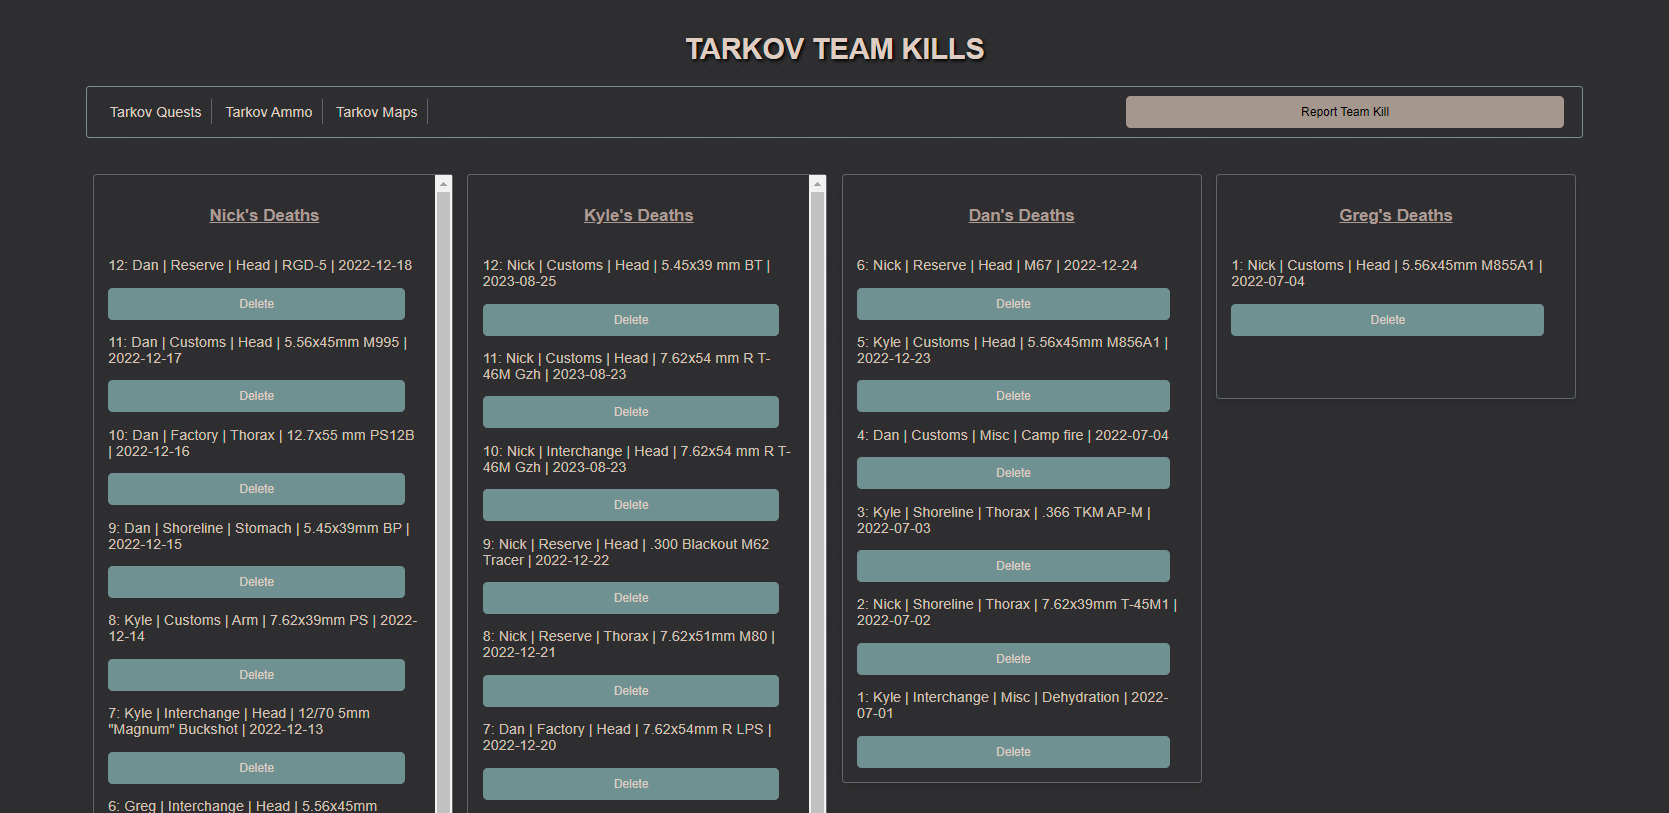 TARKOV TEAM KILLS
Tarkov Quests
Tarkov Ammo
Tarkov Maps
Report Team Kill
Nick's Deaths
12: Dan | Reserve | Head | RGD-5 | 2022-12-18
Delete
11: Dan | Customs | Head | 5.56x45mm M995 |
2022-12-17
Delete
10: Dan | Factory | Thorax | 12.7x55 mm PS12B
| 2022-12-16
Delete
9: Dan | Shoreline | Stomach | 5.45x39mm BP |
2022-12-15
Delete
8: Kyle | Customs | Arm | 7.62x39mm PS | 2022-
12-14
Delete
7: Kyle | Interchange | Head | 12/70 5mm
"Magnum" Buckshot | 2022-12-13
Delete
6: Greg | Interchange | Head | 5.56x45mm
Kyle's Deaths
12: Nick | Customs | Head | 5.45x39 mm BT |
2023-08-25
Delete
11: Nick | Customs | Head | 7.62x54 mm R T-
46M Gzh | 2023-08-23
Delete
10: Nick | Interchange | Head | 7.62x54 mm R T-
46M Gzh | 2023-08-23
Delete
9: Nick | Reserve | Head | .300 Blackout M62
Tracer | 2022-12-22
Delete
8: Nick | Reserve | Thorax | 7.62x51mm M80 |
2022-12-21
Delete
7: Dan | Factory | Head | 7.62x54mm R LPS |
2022-12-20
Delete
Dan's Deaths
6: Nick | Reserve | Head | M67 | 2022-12-24
Delete
5: Kyle | Customs | Head | 5.56x45mm M856A1 |
2022-12-23
Delete
4: Dan | Customs | Misc | Camp fire | 2022-07-04
Delete
3: Kyle | Shoreline | Thorax | .366 TKM AP-M |
2022-07-03
Delete
2: Nick | Shoreline | Thorax | 7.62x39mm T-45M1 |
2022-07-02
Delete
1: Kyle | Interchange | Misc | Dehydration | 2022-
07-01
Delete
Greg's Deaths
1: Nick | Customs | Head | 5.56x45mm M855A1 |
2022-07-04
Delete